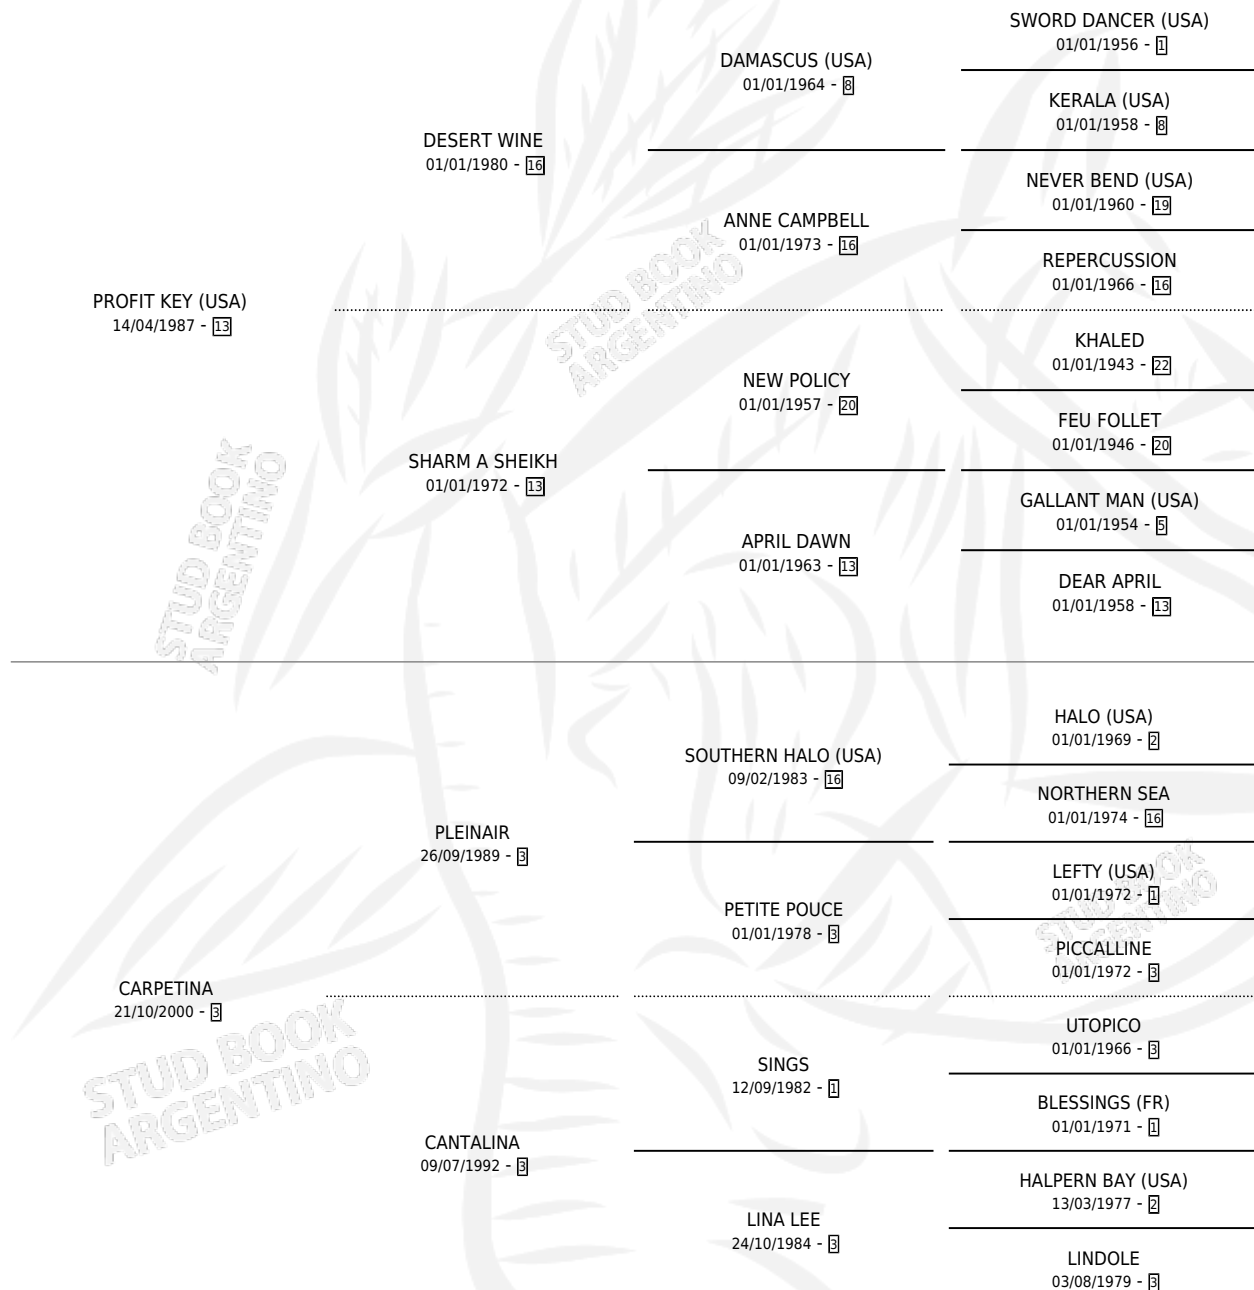 SWORD DANCER (USA)
01/01/1956 - 1
DAMASCUS (USA)
01/01/1964 - 8
KERALA (USA)
01/01/1958 - 8
DESERT WINE
01/01/1980 - 16
NEVER BEND (USA)
01/01/1960 - 19
ANNE CAMPBELL
01/01/1973 - 16
REPERCUSSION
01/01/1966 - 16
PROFIT KEY (USA)
14/04/1987 - 13
KHALED
01/01/1943 - 22
NEW POLICY
01/01/1957 - 20
FEU FOLLET
01/01/1946 - 20
SHARM A SHEIKH
01/01/1972 - 13
GALLANT MAN (USA)
01/01/1954 - 5
APRIL DAWN
01/01/1963 - 13
DEAR APRIL
01/01/1958 - 13
HALO (USA)
01/01/1969 - 2
SOUTHERN HALO (USA)
09/02/1983 - 16
NORTHERN SEA
01/01/1974 - 16
PLEINAIR
26/09/1989 - 3
LEFTY (USA)
01/01/1972 - 1
PETITE POUCE
01/01/1978 - 3
PICCALLINE
01/01/1972 - 3
CARPETINA
21/10/2000 - 3
UTOPICO
01/01/1966 - 3
SINGS
12/09/1982 - 1
BLESSINGS (FR)
01/01/1971 - 1
CANTALINA
09/07/1992 - 3
HALPERN BAY (USA)
13/03/1977 - 2
LINA LEE
24/10/1984 - 3
LINDOLE
03/08/1979 - 3
STUD BOOK
ARGENTINO
STUD BOOK
ARGENTINO
STUD BOOK
ARGENTINO
STUD BOOK
ARGENTINO